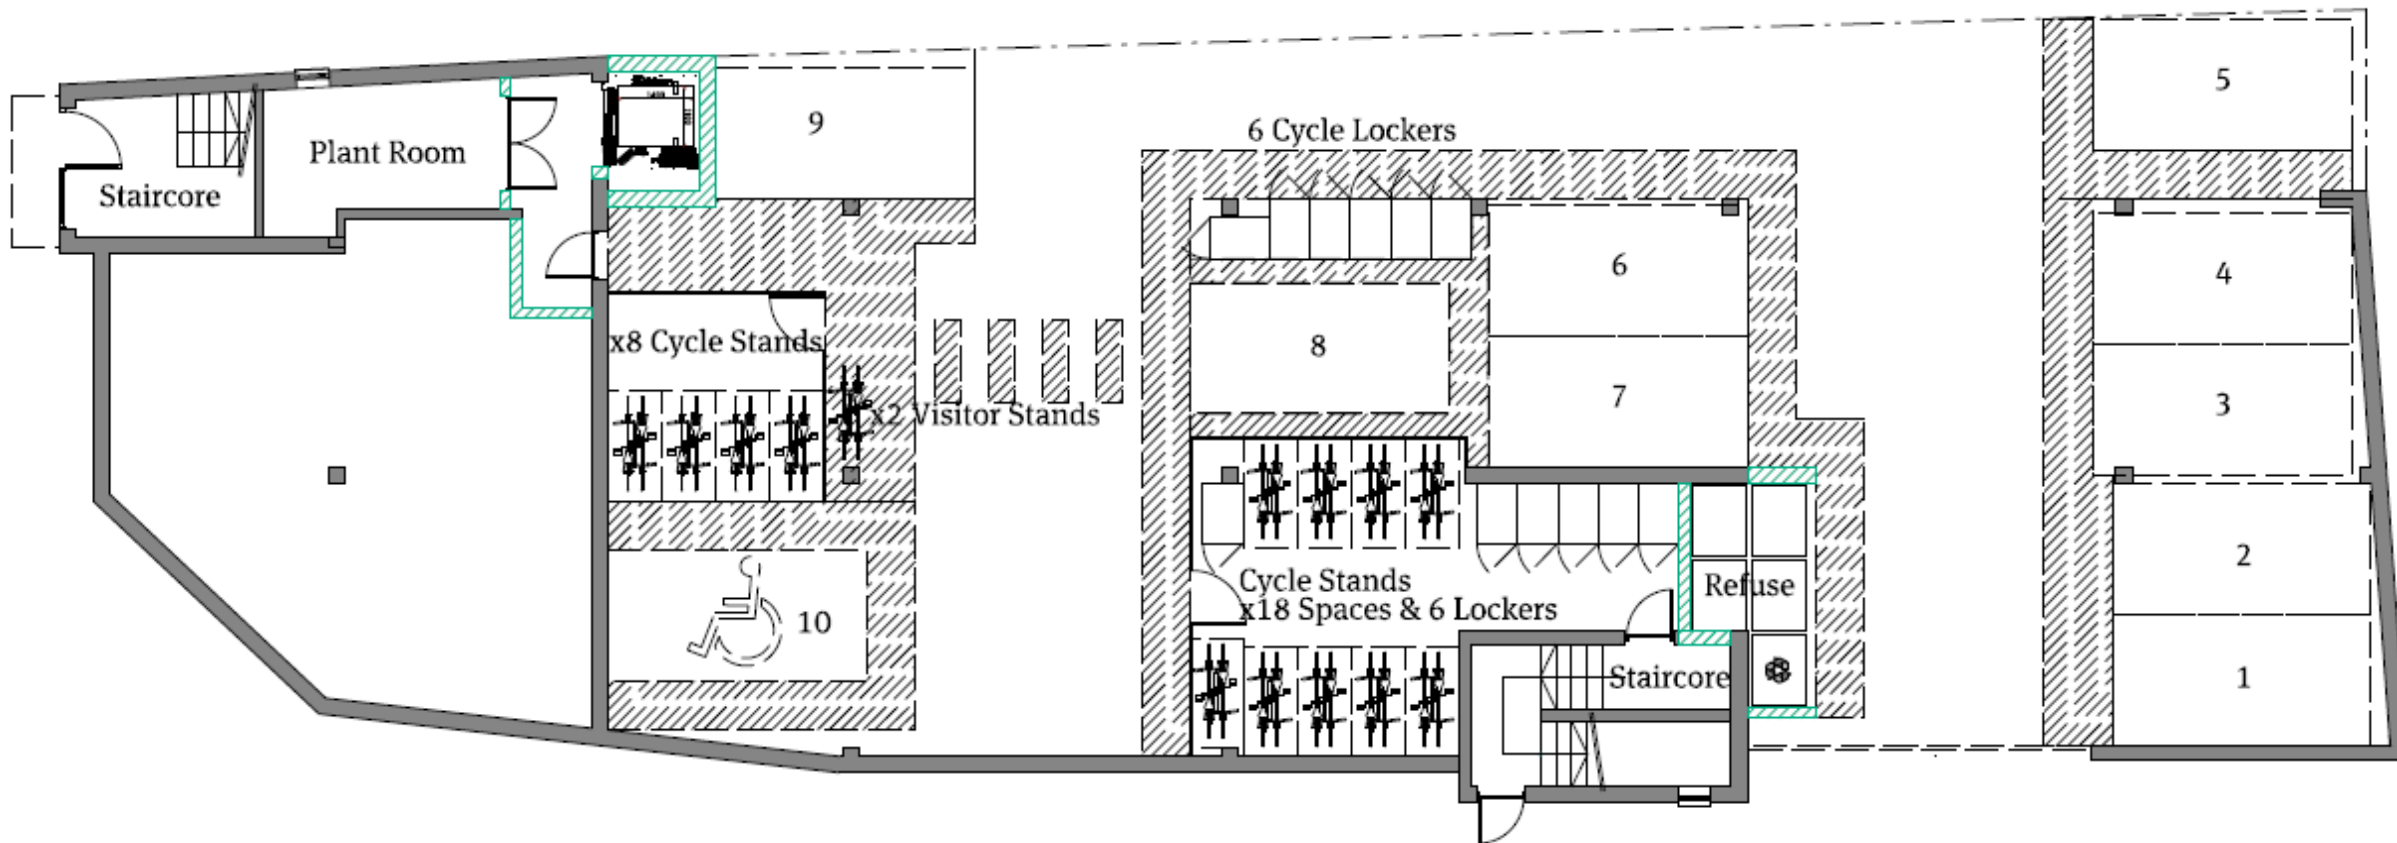 5
9
6 Cycle Lockers
Plant Room
Staircore
6
4
x8 Cycle Stands
8
7
3
x2 Visitor Stands
2
Cycle Stands
x18 Spaces & 6 Lockers
Refuse
10
Staircore
1